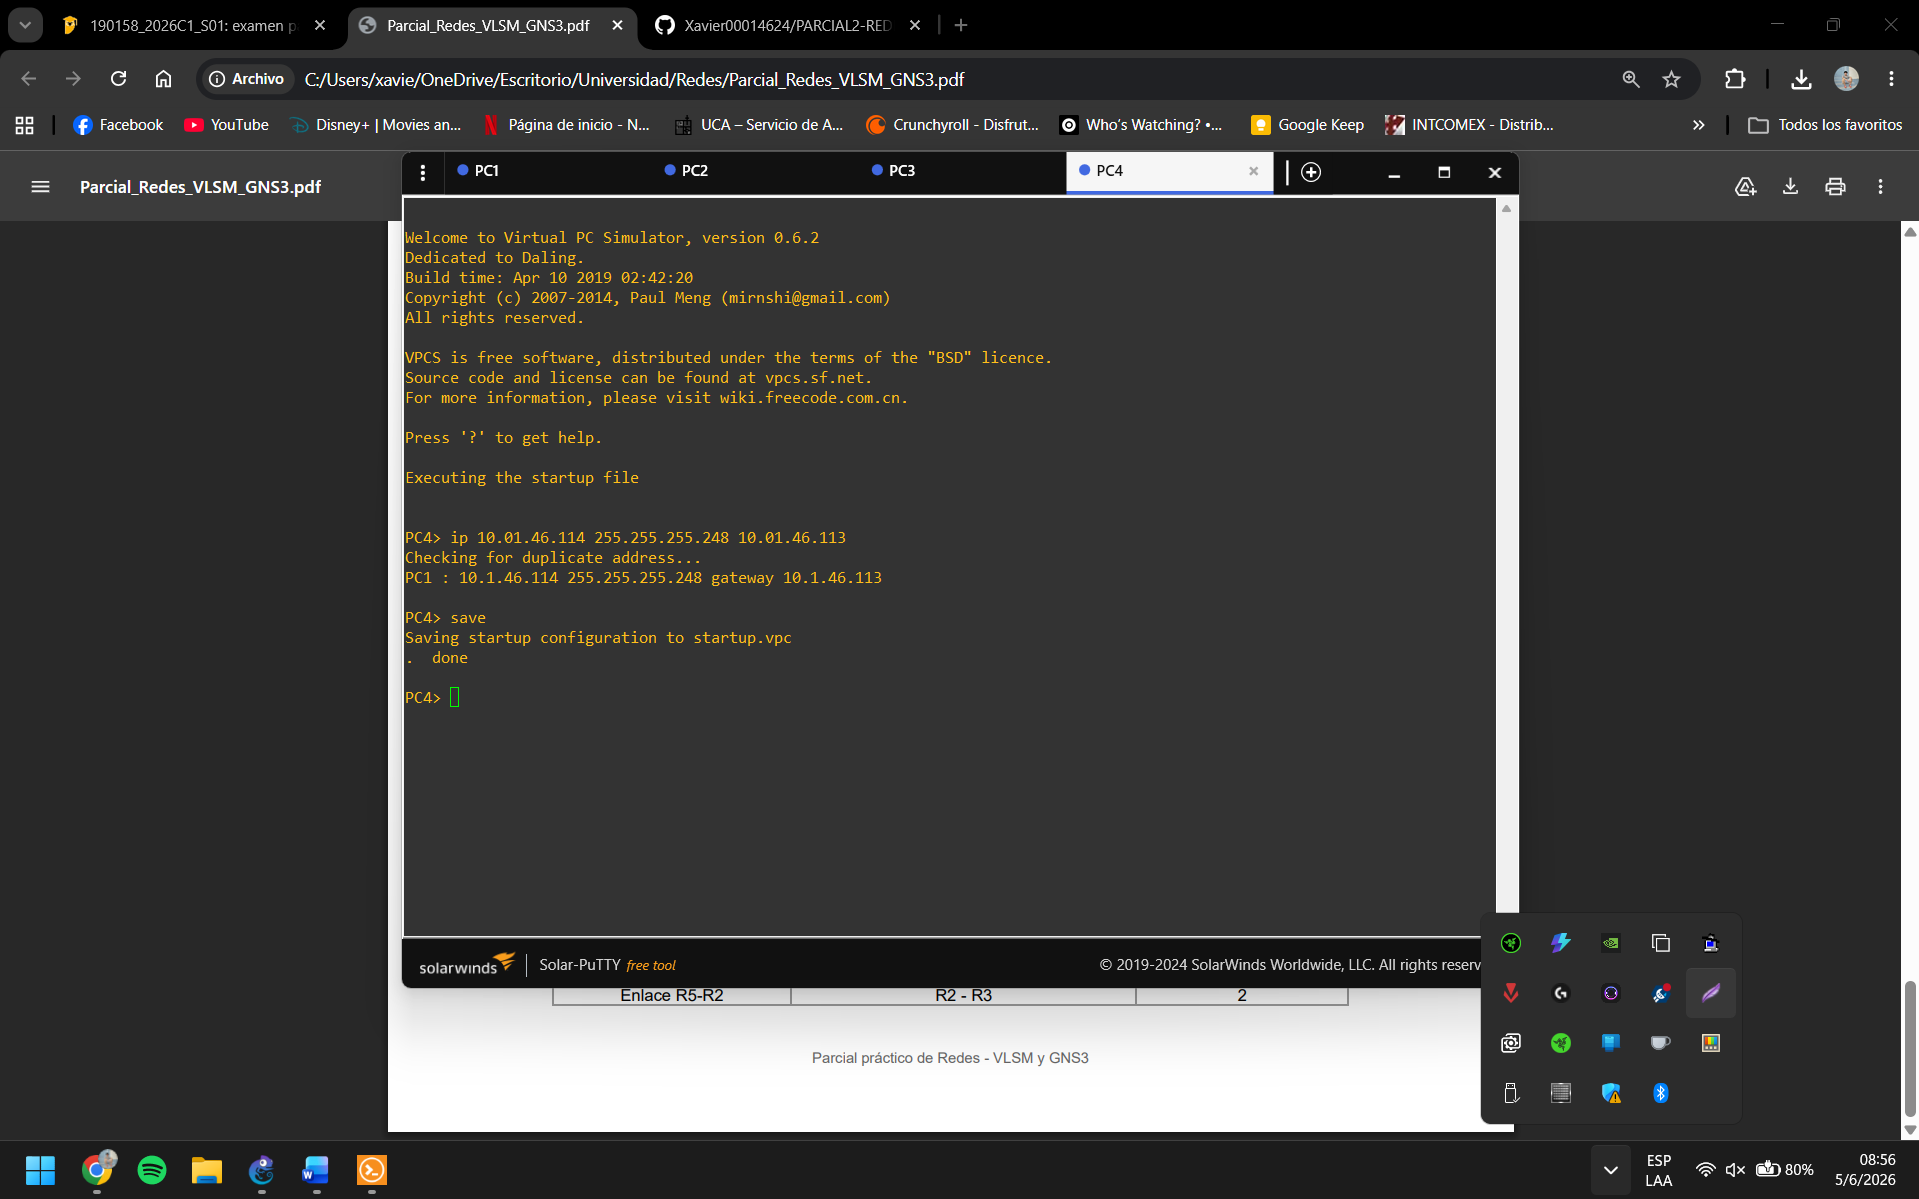 190158_2026C1_S01: examen p
Parcial_Redes_VLSM_GNS3.pdf
Xavier00014624/PARCIAL2-RED
Archivo
C:/Users/xavie/OneDrive/Escritorio/Universidad/Redes/Parcial_Redes_VLSM_GNS3.pdf
Facebook
YouTube
Disney+ | Movies an...
Página de inicio - N...
UCA – Servicio de A...
Crunchyroll - Disfrut...
Who's Watching? •...
Google Keep
INTCOMEX - Distrib...
Todos los favoritos
Parcial_Redes_VLSM_GNS3.pdf
PC1
PC2
PC3
PC4
Welcome to Virtual PC Simulator, version 0.6.2
Dedicated to Daling.
Build time: Apr 10 2019 02:42:20
Copyright (c) 2007-2014, Paul Meng (mirnshi@gmail.com)
All rights reserved.
VPCS is free software, distributed under the terms of the "BSD" licence.
Source code and license can be found at vpcs.sf.net.
For more information, please visit wiki.freecode.com.cn.
Press '?' to get help.
Executing the startup file
PC4> ip 10.01.46.114 255.255.255.248 10.01.46.113
Checking for duplicate address...
PC1 : 10.1.46.114 255.255.255.248 gateway 10.1.46.113
PC4> save
Saving startup configuration to startup.vpc
.  done
PC4>
solarwinds
Solar-PuTTY free tool
© 2019-2024 SolarWinds Worldwide, LLC. All rights reserv
Enlace R5-R2
R2 - R3
2
Parcial práctico de Redes - VLSM y GNS3
ESP
LAA
80%
08:56
5/6/2026